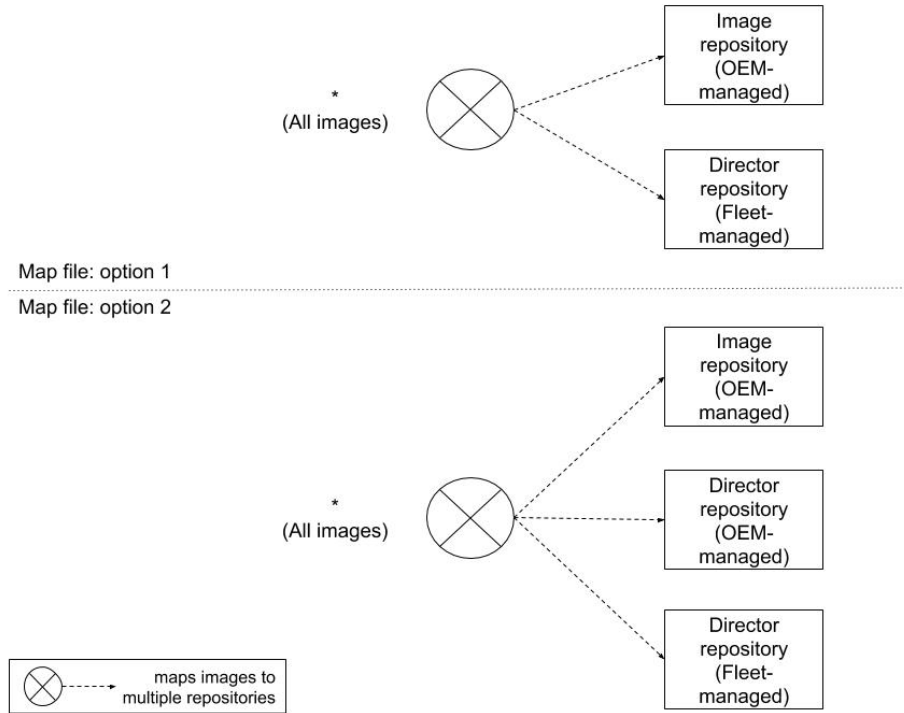 Image
repository
(OEM-
managed)
*
(All images)
Director
repository
(Fleet-
managed)
Map file: option 1
Map file: option 2
Image
repository
(OEM-
managed)
*
(All images)
Director
repository
(OEM-
managed)
Director
repository
(Fleet-
managed)
maps images to
multiple repositories